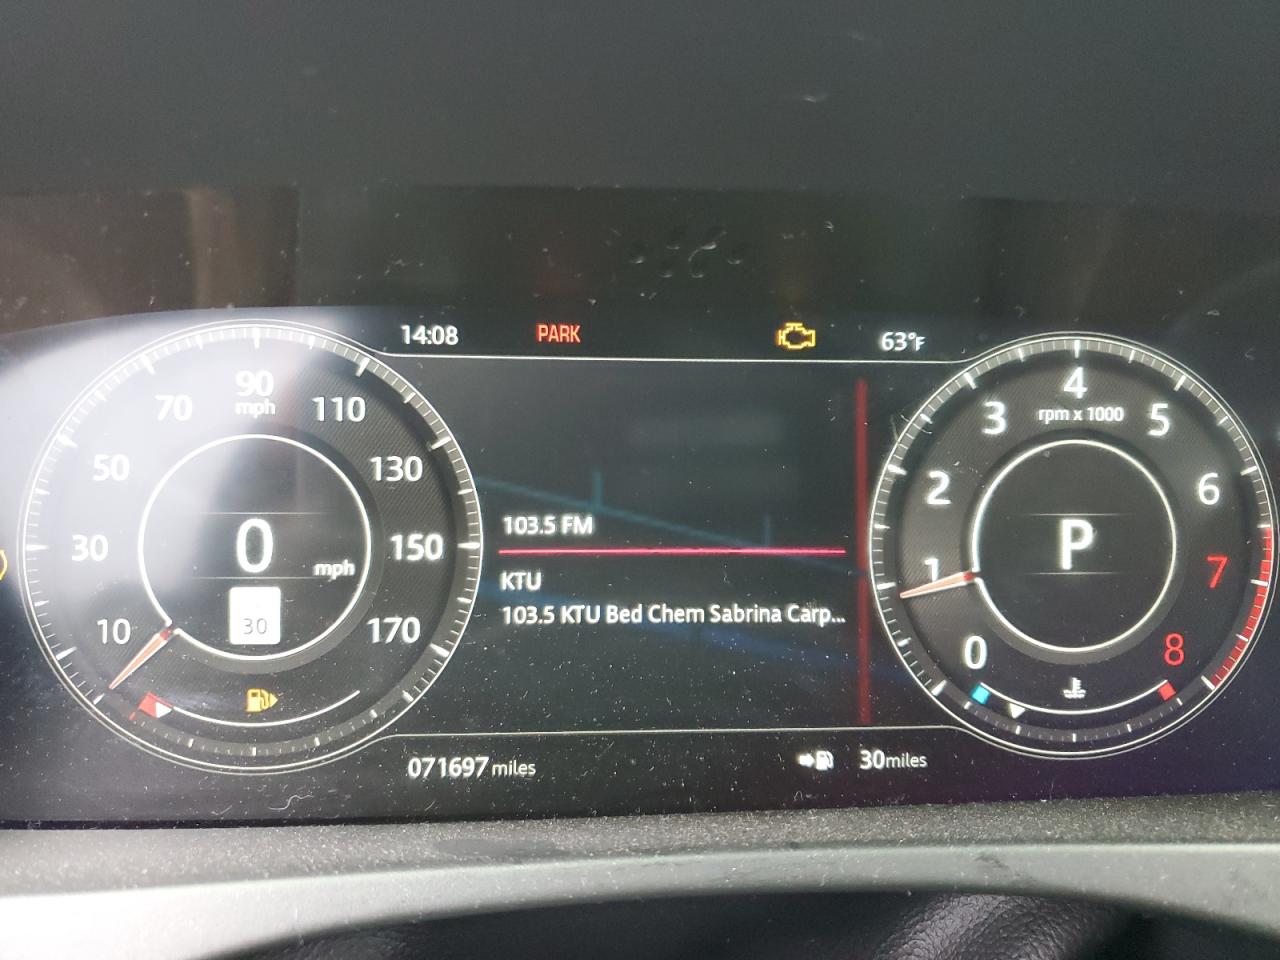 14:08 PARK 63°F
90
mph
70 110
50 130
30 150
10 170
0 mph
30
103.5 FM
KTU
103.5 KTU Bed Chem Sabrina Carp...
4
rpm x 1000
3 5
2 6
1 7
0 8
P
071697 miles
30 miles